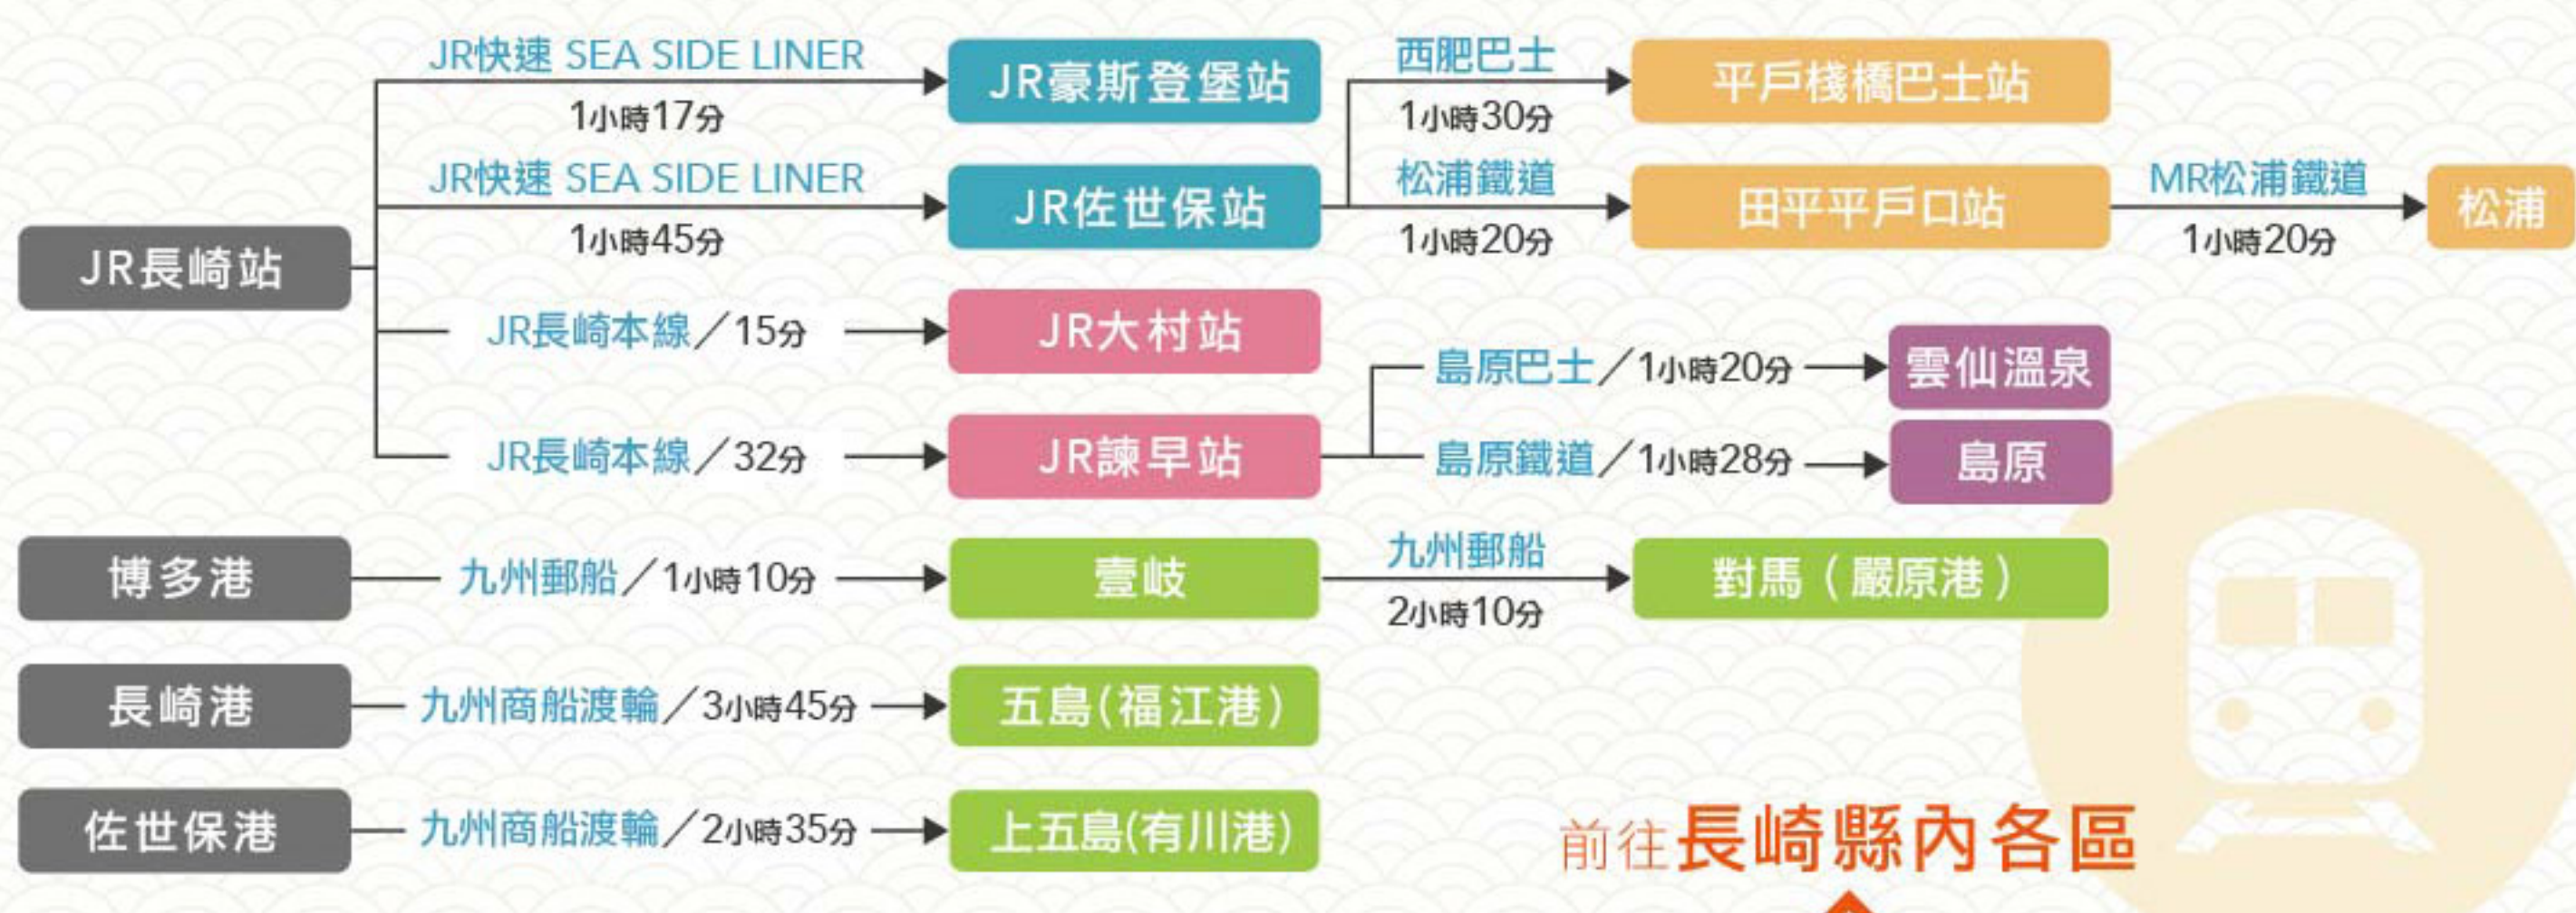 JR長崎站
JR快速 SEA SIDE LINER
1小時17分
JR豪斯登堡站
JR快速 SEA SIDE LINER
1小時45分
JR佐世保站
西肥巴士
1小時30分
平戶棧橋巴士站
松浦鐵道
1小時20分
田平平戶口站
MR松浦鐵道
1小時20分
松浦
JR長崎本線／15分
JR大村站
JR長崎本線／32分
JR諫早站
島原巴士／1小時20分
雲仙溫泉
島原鐵道／1小時28分
島原
博多港
九州郵船／1小時10分
壹岐
九州郵船
2小時10分
對馬（嚴原港）
長崎港
九州商船渡輪／3小時45分
五島(福江港)
佐世保港
九州商船渡輪／2小時35分
上五島(有川港)
前往長崎縣內各區